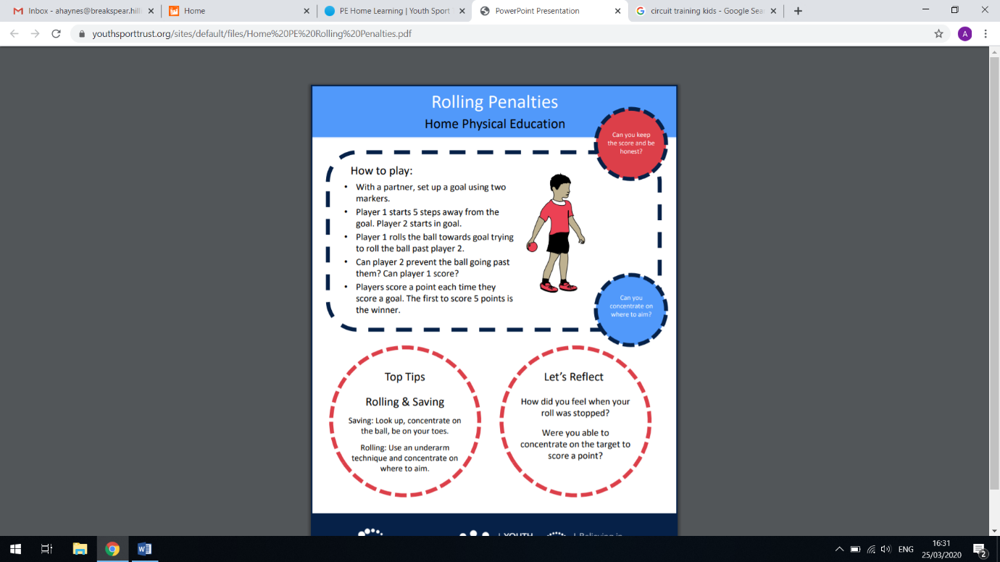 Inbox - ahaynes@breakspear.hill
Home
PE Home Learning | Youth Sport
PowerPoint Presentation
circuit training kids - Google Sea
youthsporttrust.org/sites/default/files/Home%20PE%20Rolling%20Penalties.pdf
A
Rolling Penalties
Home Physical Education
Can you keep
the score and be
honest?
How to play:
• With a partner, set up a goal using two
markers.
• Player 1 starts 5 steps away from the
goal. Player 2 starts in goal.
• Player 1 rolls the ball towards goal trying
to roll the ball past player 2.
• Can player 2 prevent the ball going past
them? Can player 1 score?
• Players score a point each time they
score a goal. The first to score 5 points is
the winner.
Can you
concentrate on
where to aim?
Top Tips
Rolling & Saving
Saving: Look up, concentrate on
the ball, be on your toes.
Rolling: Use an underarm
technique and concentrate on
where to aim.
Let's Reflect
How did you feel when your
roll was stopped?
Were you able to
concentrate on the target to
score a point?
YOUTH
Believing in
ENG
16:31
25/03/2020
2